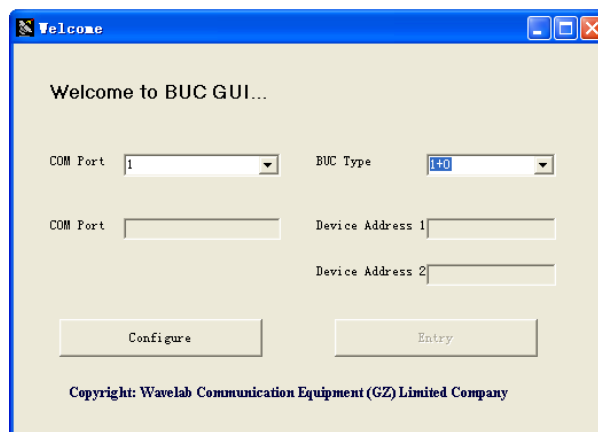 Welcome
Welcome to BUC GUI...
COM Port 1 BUC Type 1+0
COM Port Device Address 1
Device Address 2
Configure Entry
Copyright: Wavelab Communication Equipment (GZ) Limited Company